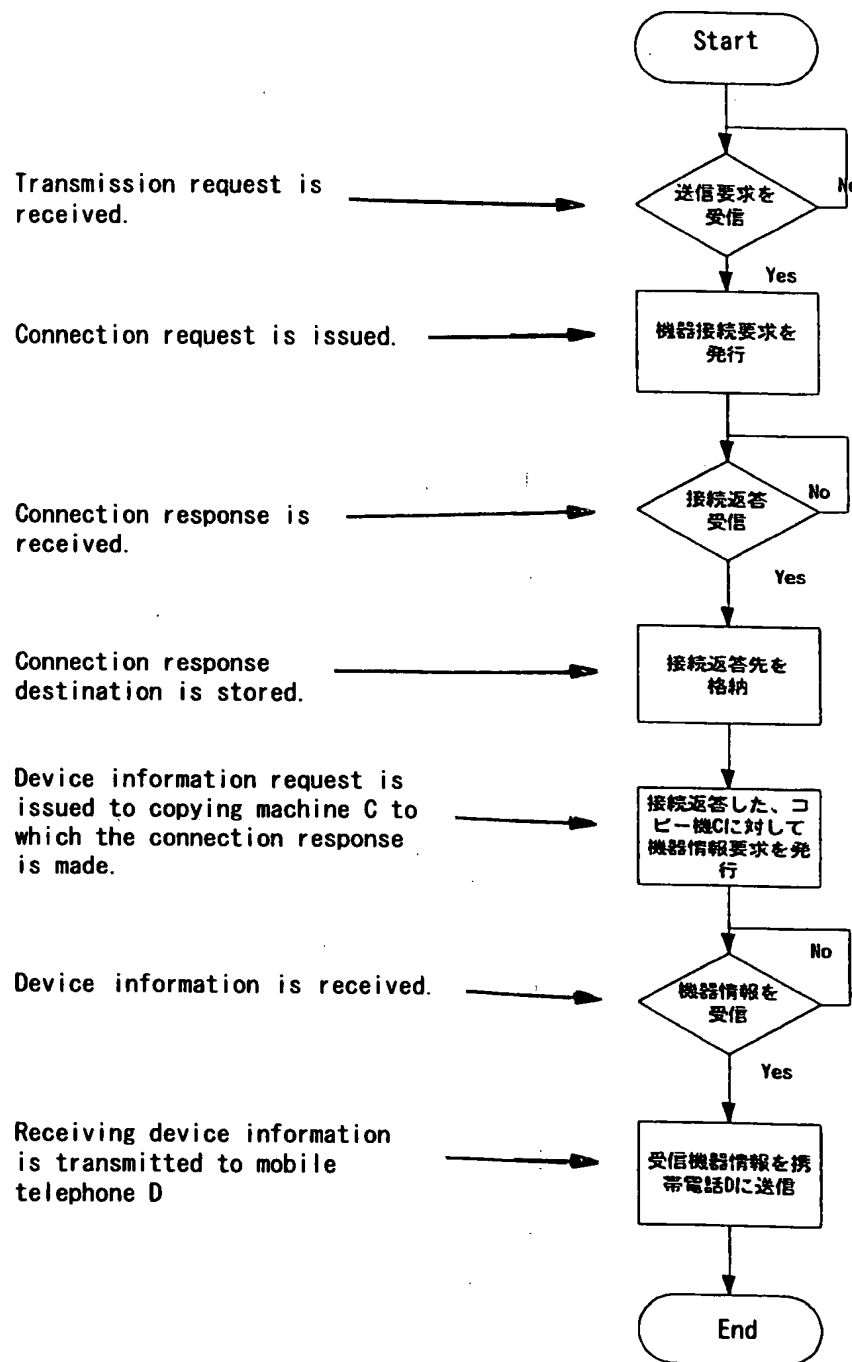 Start
Transmission request is
received.
送信要求を
受信
No
Yes
Connection request is issued.
機器接続要求を
発行
Connection response is
received.
接続返答
受信
No
Yes
Connection response
destination is stored.
接続返答先を
格納
Device information request is
issued to copying machine C to
which the connection response
is made.
接続返答した、コ
ピー機Cに対して
機器情報要求を発
行
Device information is received.
機器情報を
受信
No
Yes
Receiving device information
is transmitted to mobile
telephone D
受信機器情報を携
帯電話Dに送信
End